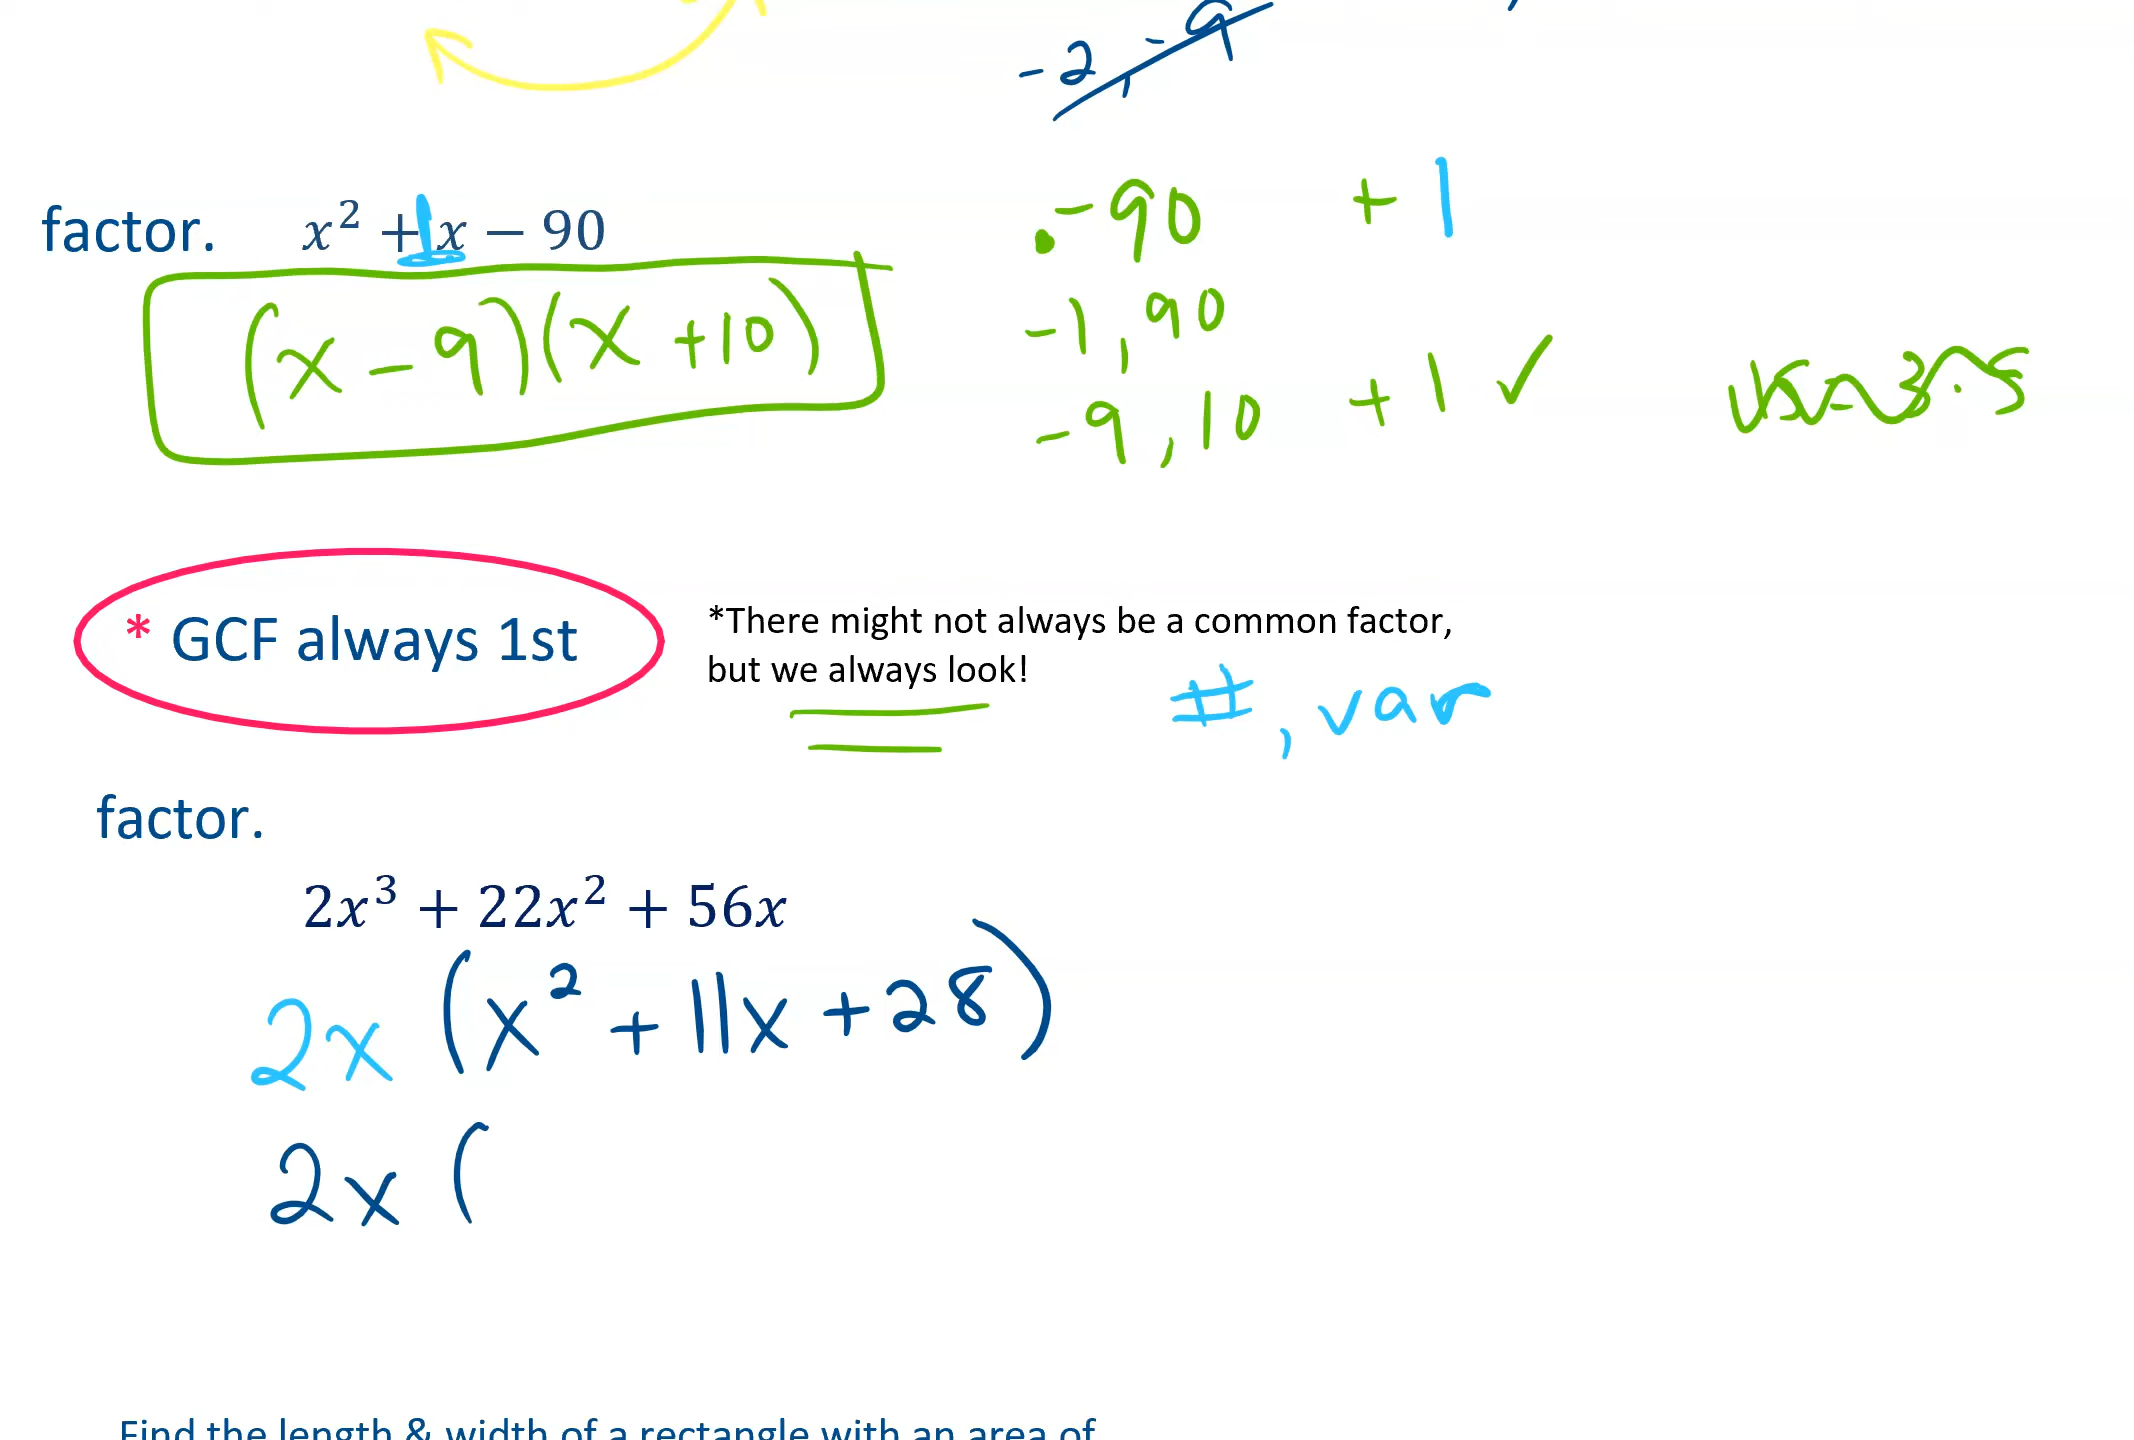 -2, -9
factor. x² + 1x − 90
· -90 + 1
(x - 9)(x + 10)
-1, 90
-9, 10 + 1 ✓
* GCF always 1st
*There might not always be a common factor,
but we always look!
#, var
factor.
2x³ + 22x² + 56x
2x (x² + 11x + 28)
2x (
Find the length & width of a rectangle with an area of